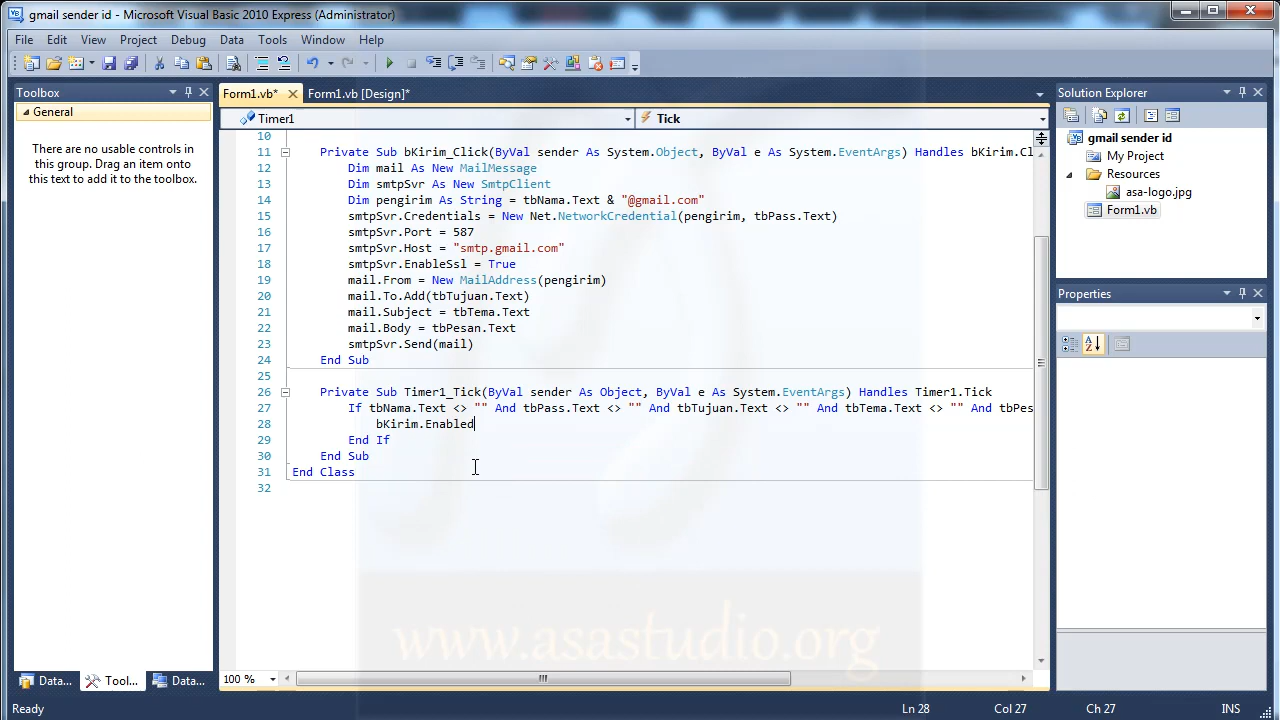 gmail sender id - Microsoft Visual Basic 2010 Express (Administrator)
File Edit View Project Debug Data Tools Window Help
Toolbox
General
There are no usable controls in
this group. Drag an item onto
this text to add it to the toolbox.
Data...
Tool...
Data...
Form1.vb*
Form1.vb [Design]*
Timer1
Tick
10
11 Private Sub bKirim_Click(ByVal sender As System.Object, ByVal e As System.EventArgs) Handles bKirim.Cl
12 Dim mail As New MailMessage
13 Dim smtpSvr As New SmtpClient
14 Dim pengirim As String = tbNama.Text & "@gmail.com"
15 smtpSvr.Credentials = New Net.NetworkCredential(pengirim, tbPass.Text)
16 smtpSvr.Port = 587
17 smtpSvr.Host = "smtp.gmail.com"
18 smtpSvr.EnableSsl = True
19 mail.From = New MailAddress(pengirim)
20 mail.To.Add(tbTujuan.Text)
21 mail.Subject = tbTema.Text
22 mail.Body = tbPesan.Text
23 smtpSvr.Send(mail)
24 End Sub
25
26 Private Sub Timer1_Tick(ByVal sender As Object, ByVal e As System.EventArgs) Handles Timer1.Tick
27 If tbNama.Text <> "" And tbPass.Text <> "" And tbTujuan.Text <> "" And tbTema.Text <> "" And tbPes
28 bKirim.Enabled
29 End If
30 End Sub
31 End Class
32
www.asastudio.org
100 %
Solution Explorer
gmail sender id
My Project
Resources
asa-logo.jpg
Form1.vb
Properties
Ready
Ln 28 Col 27 Ch 27 INS